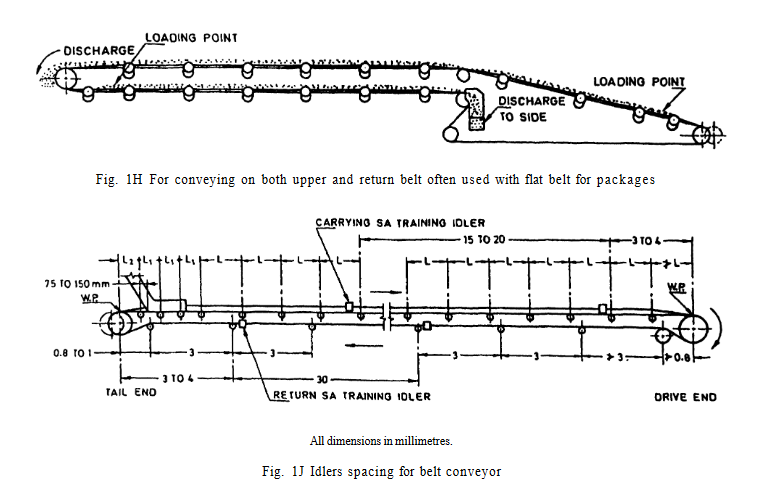 LOADING POINT
DISCHARGE
LOADING POINT
DISCHARGE
TO SIDE
Fig. 1H For conveying on both upper and return belt often used with flat belt for packages
CARRYING SA TRAINING IDLER
15 TO 20
3 TO 4
L2 L1 L1 L1 L L L L L L L L L L ≯L
75 TO 150 mm
W.P.
W.P.
0.8 TO 1
3
3
3
3
≯3
≯0.8
3 TO 4
30
TAIL END
RETURN SA TRAINING IDLER
DRIVE END
All dimensions in millimetres.
Fig. 1J Idlers spacing for belt conveyor